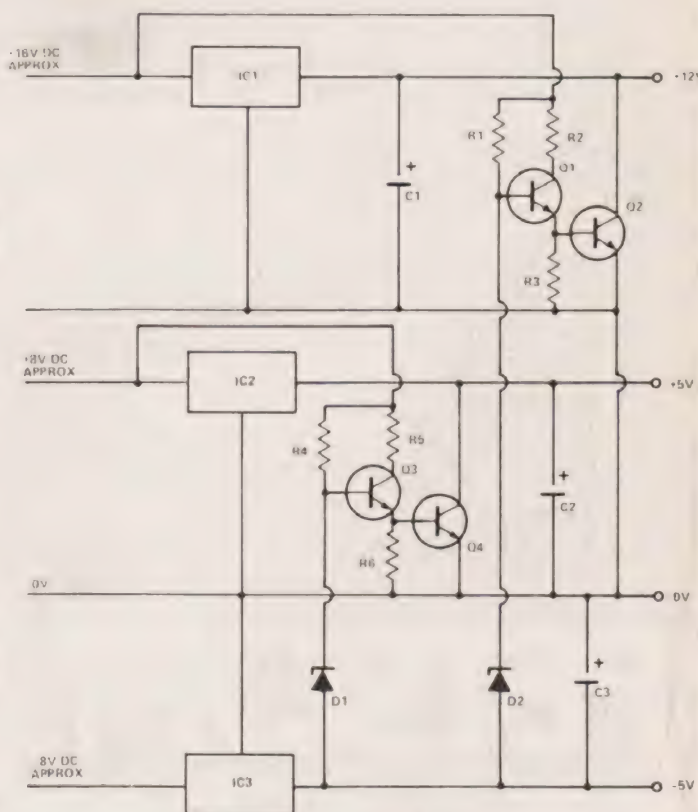 +16V DC
APPROX
IC1
-12V
R1
R2
Q1
Q2
C1
R3
+8V DC
APPROX
IC2
+5V
R4
R5
Q3
Q4
C2
R6
0V
0V
D1
D2
C3
8V DC
APPROX
IC3
-5V